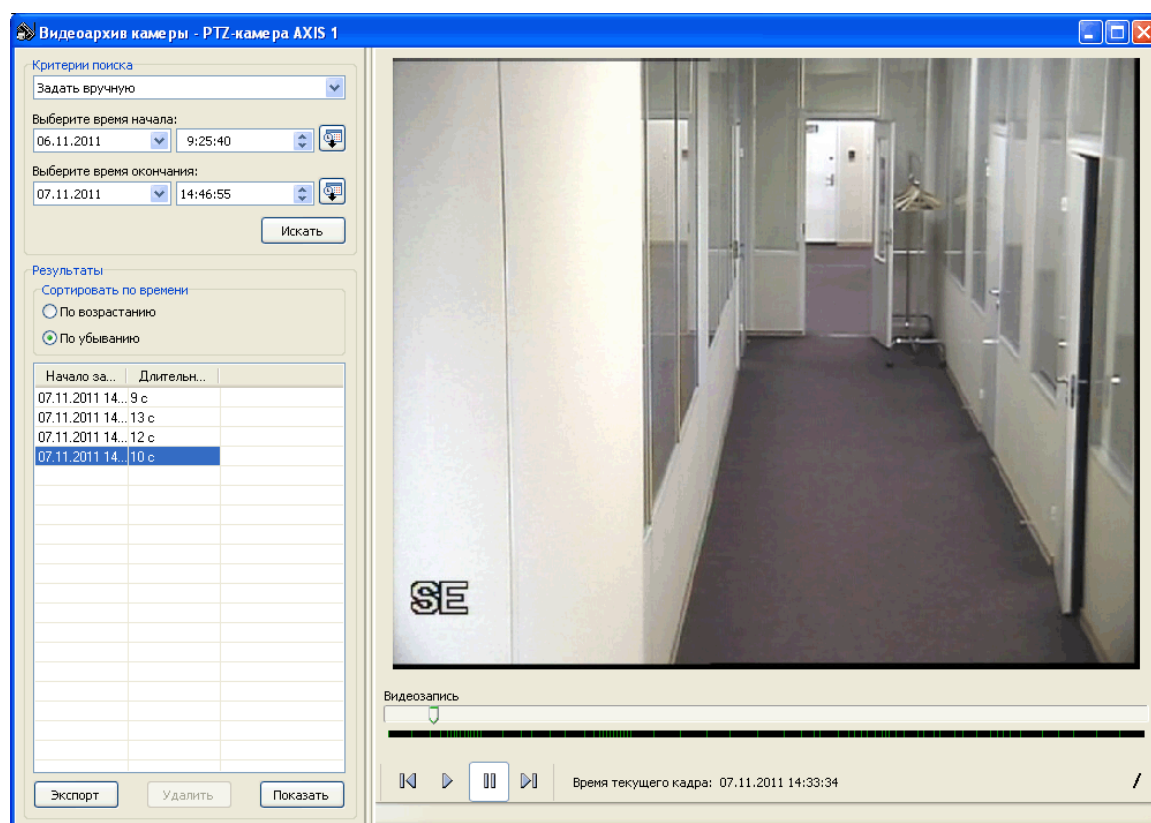 Видеоархив камеры - PTZ-камера AXIS 1
Критерии поиска
Задать вручную
Выберите время начала:
06.11.2011 9:25:40
Выберите время окончания:
07.11.2011 14:46:55
Искать
Результаты
Сортировать по времени
По возрастанию
По убыванию
Начало за... Длительн...
07.11.2011 14... 9 с
07.11.2011 14... 13 с
07.11.2011 14... 12 с
07.11.2011 14... 10 с
Экспорт Удалить Показать
SE
Видеозапись
Время текущего кадра: 07.11.2011 14:33:34 /